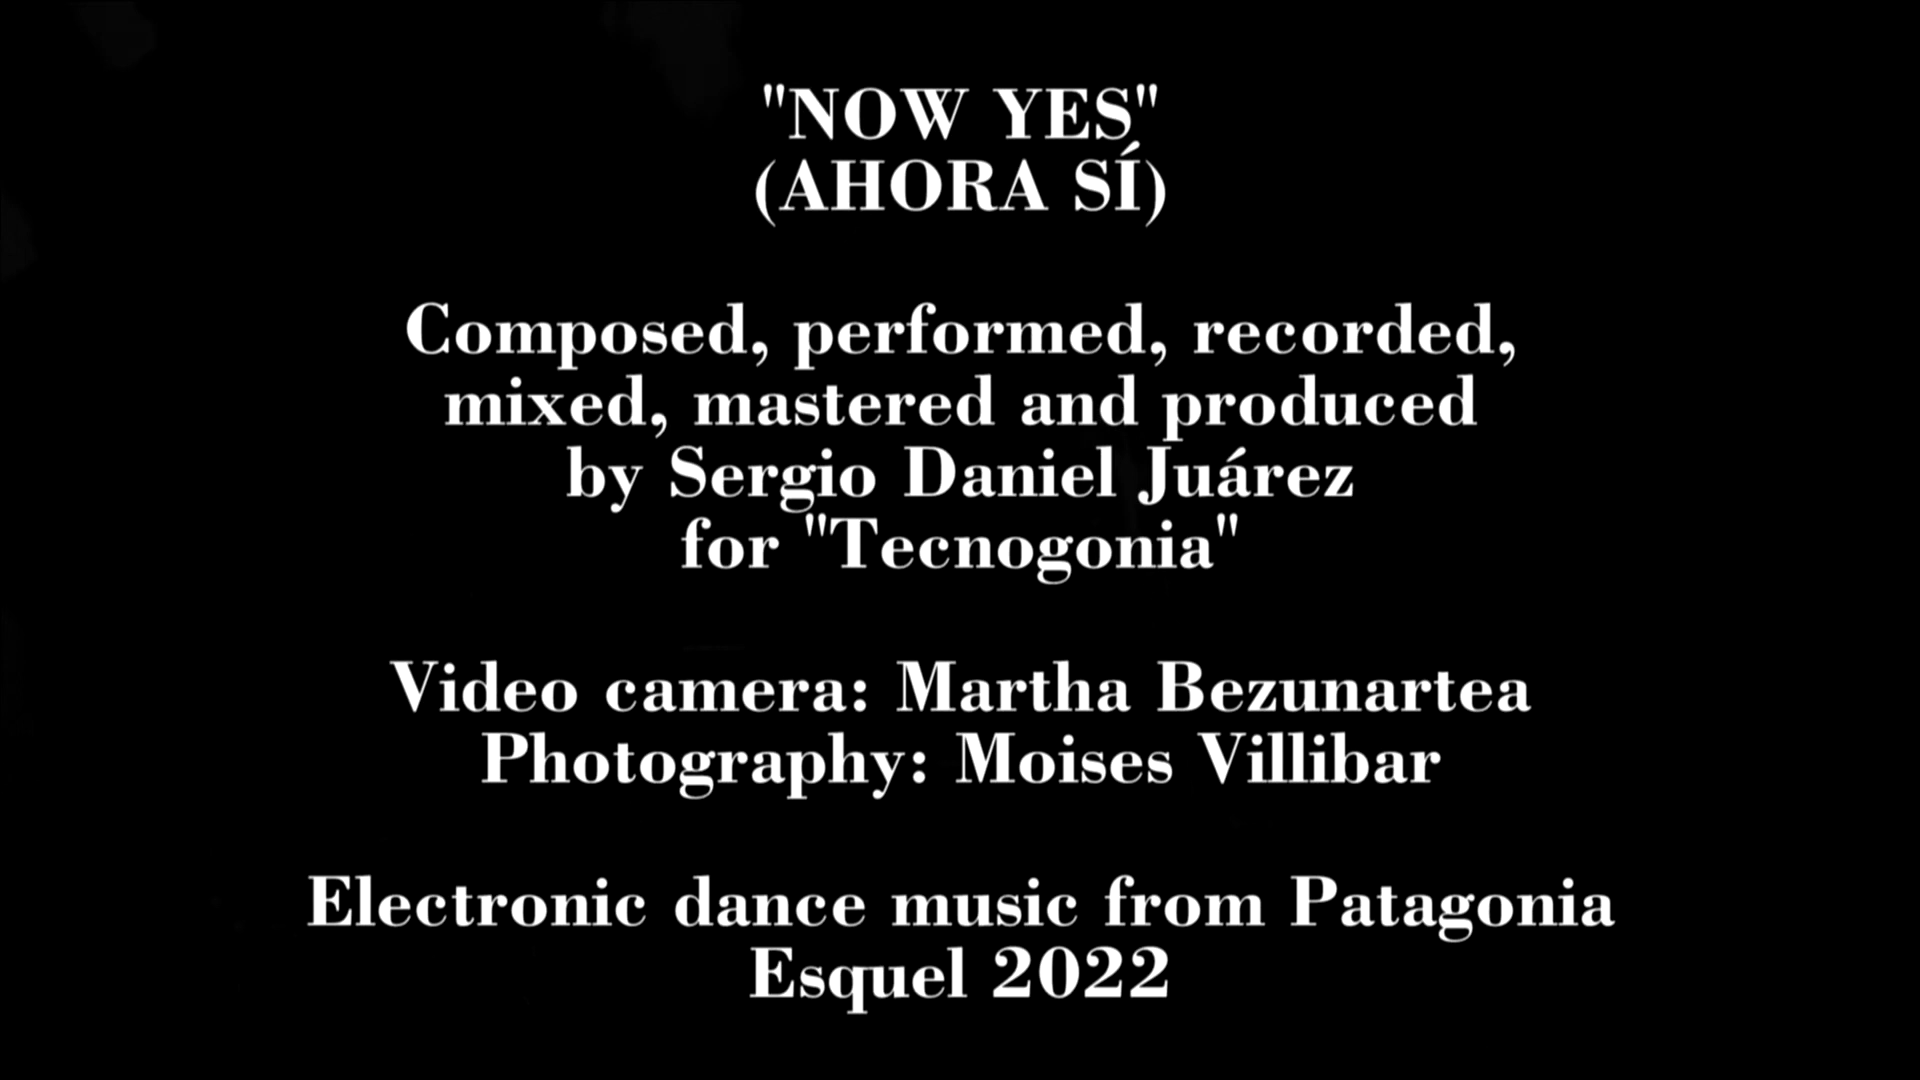 "NOW YES"
(AHORA SÍ)
Composed, performed, recorded,
mixed, mastered and produced
by Sergio Daniel Juárez
for "Tecnogonia"
Video camera: Martha Bezunartea
Photography: Moises Villibar
Electronic dance music from Patagonia
Esquel 2022